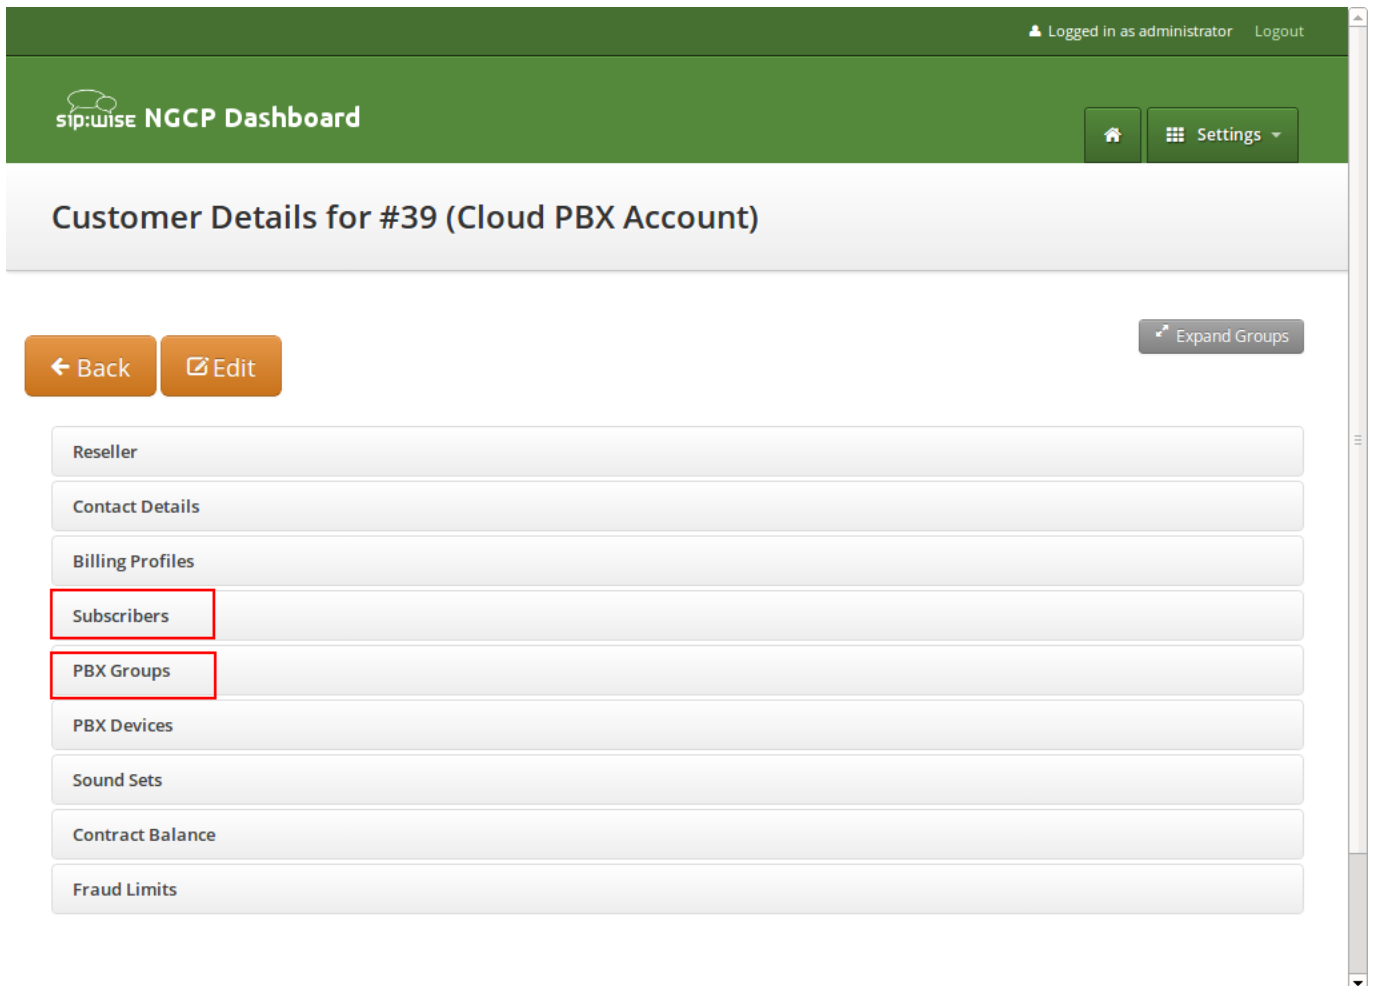 Logged in as administrator Logout
sip:wise NGCP Dashboard
Settings
Customer Details for #39 (Cloud PBX Account)
Expand Groups
Back Edit
Reseller
Contact Details
Billing Profiles
Subscribers
PBX Groups
PBX Devices
Sound Sets
Contract Balance
Fraud Limits